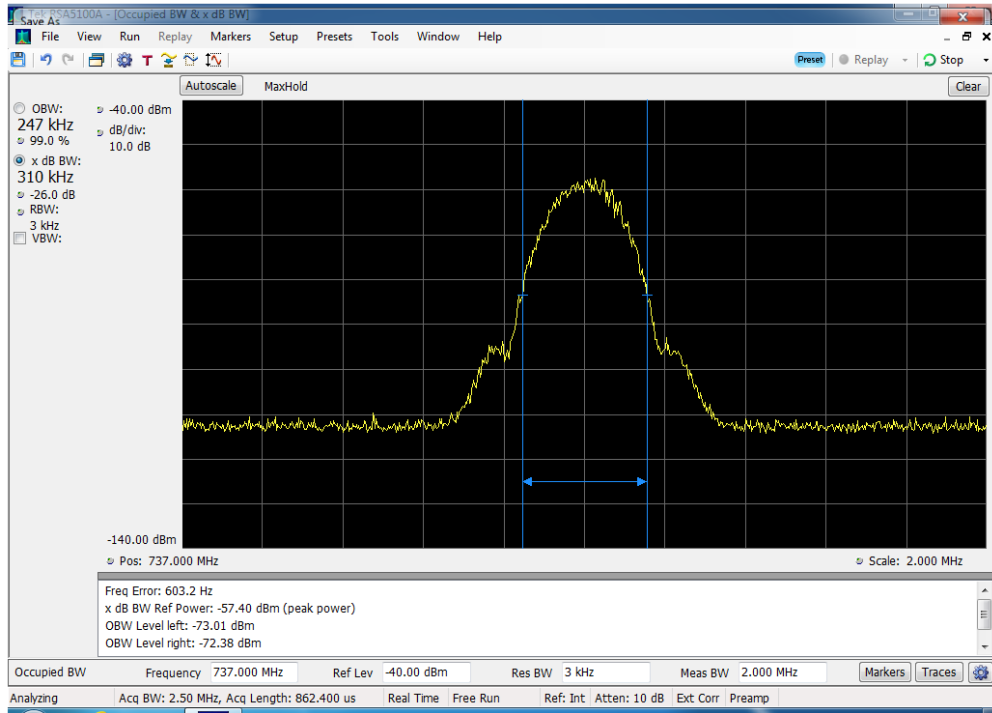 Tek RSA5100A - [Occupied BW & x dB BW]
Save As
File View Run Replay Markers Setup Presets Tools Window Help
T Preset Replay Stop
Autoscale MaxHold Clear
OBW:
247 kHz
99.0 %
x dB BW:
310 kHz
-26.0 dB
RBW:
3 kHz
VBW:
-40.00 dBm
dB/div:
10.0 dB
-140.00 dBm
Pos: 737.000 MHz Scale: 2.000 MHz
Freq Error: 603.2 Hz
x dB BW Ref Power: -57.40 dBm (peak power)
OBW Level left: -73.01 dBm
OBW Level right: -72.38 dBm
Occupied BW Frequency 737.000 MHz Ref Lev -40.00 dBm Res BW 3 kHz Meas BW 2.000 MHz Markers Traces
Analyzing Acq BW: 2.50 MHz, Acq Length: 862.400 us Real Time Free Run Ref: Int Atten: 10 dB Ext Corr Preamp